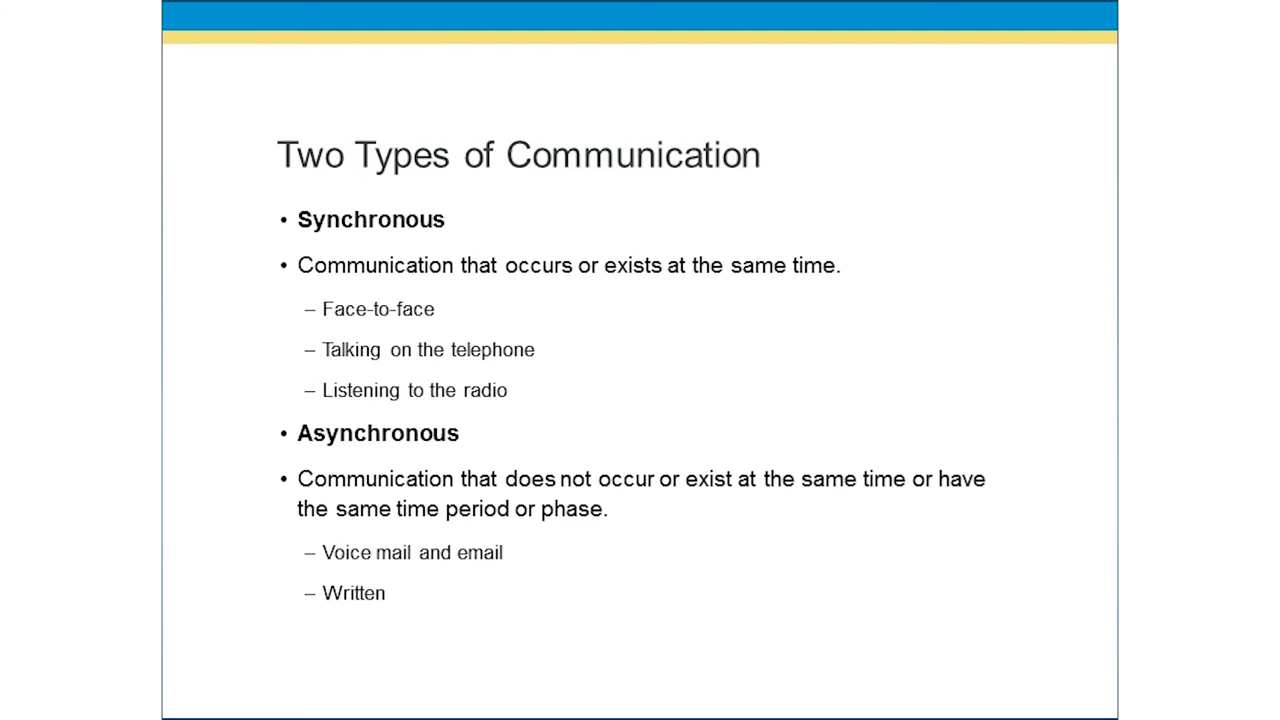 Two Types of Communication
• Synchronous
• Communication that occurs or exists at the same time.
– Face-to-face
– Talking on the telephone
– Listening to the radio
• Asynchronous
• Communication that does not occur or exist at the same time or have
the same time period or phase.
– Voice mail and email
– Written